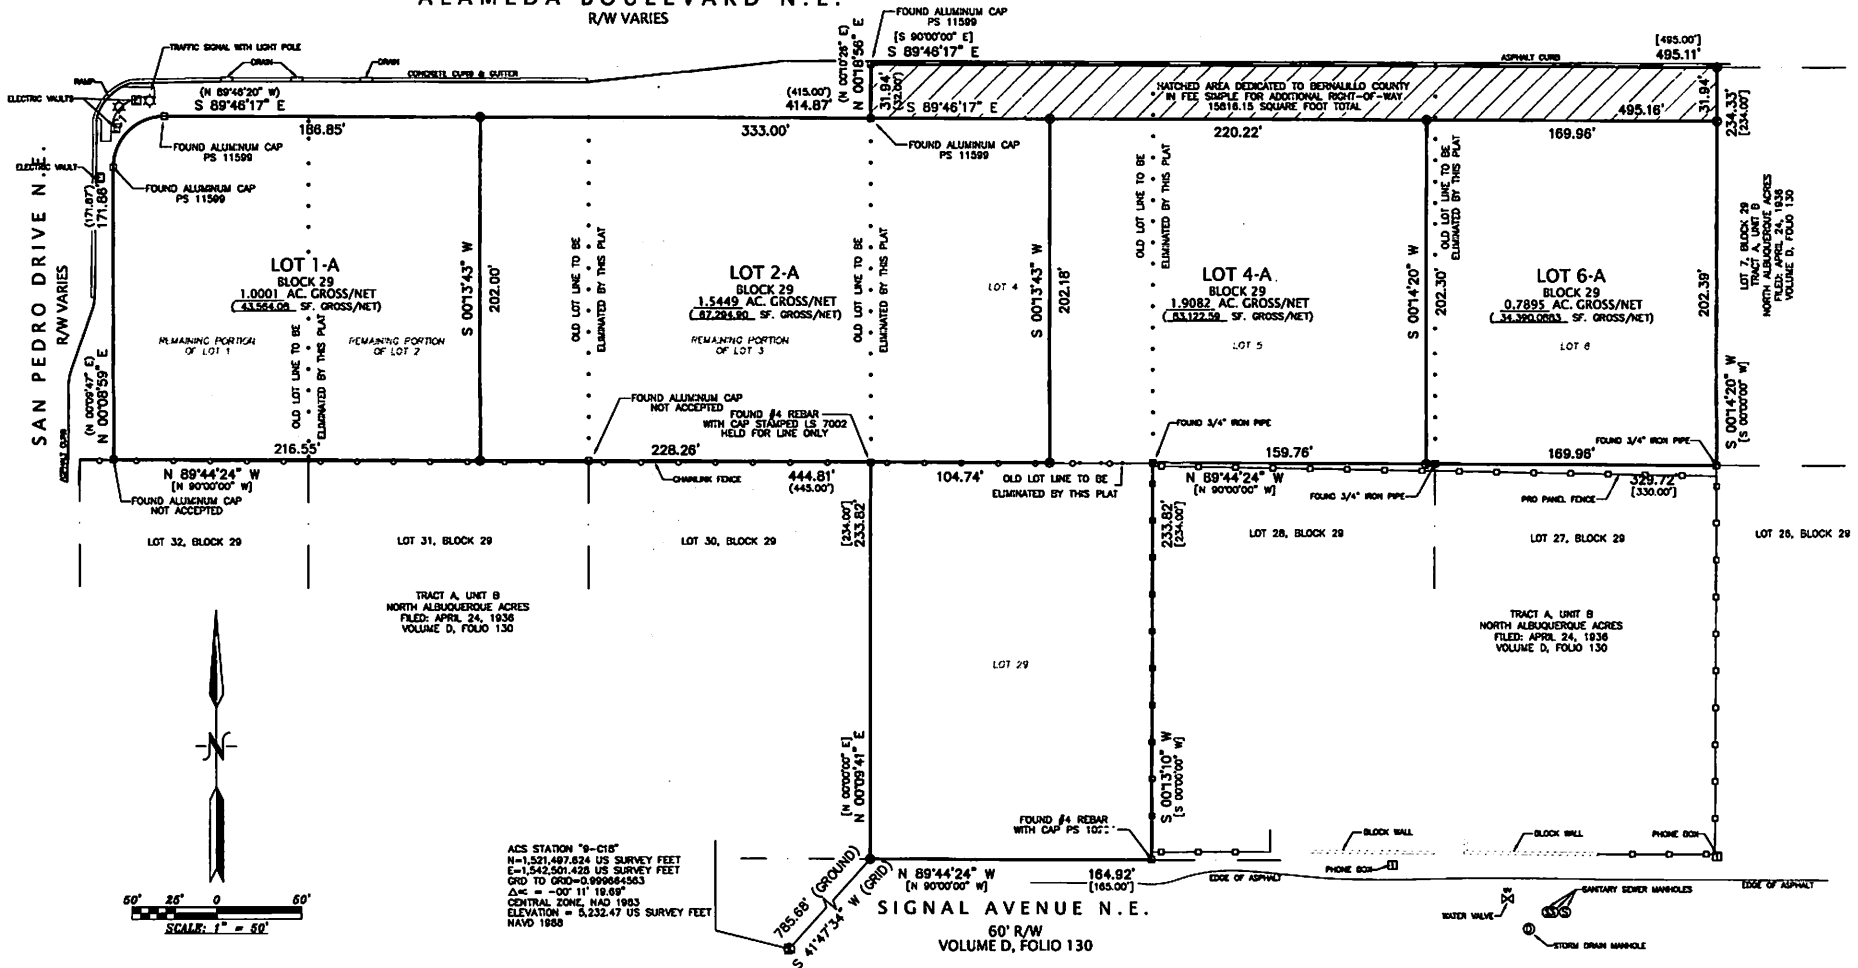 ALAMEDA BOULEVARD N.E.
R/W VARIES
FOUND ALUMINUM CAP
PS 11599
[S 90°00'00" E]
S 89°46'17" E
[495.00']
495.11'
ASPHALT CURB
TRAFFIC SIGNAL WITH LIGHT POLE
DRAIN
DRAIN
CONCRETE CURB & GUTTER
RAMP
ELECTRIC VAULTS
(N 89°46'20" W)
S 89°46'17" E
(415.00')
414.87'
N 00°18'56" E
31.94'
S 89°46'17" E
HATCHED AREA DEDICATED TO BERNALILLO COUNTY
IN FEE SIMPLE FOR ADDITIONAL RIGHT-OF-WAY
15816.15 SQUARE FOOT TOTAL
495.16'
31.94'
234.33'
[234.00']
186.85'
333.00'
220.22'
169.96'
FOUND ALUMINUM CAP
PS 11599
FOUND ALUMINUM CAP
PS 11599
ELECTRIC VAULT
FOUND ALUMINUM CAP
PS 11599
(171.87')
SAN PEDRO DRIVE N.E.
R/W VARIES
(N 00°09'47" E)
N 00°08'59" E
ASPHALT CURB
LOT 1-A
BLOCK 29
1.0001 AC. GROSS/NET
(43,564.06 SF. GROSS/NET)
REMAINING PORTION
OF LOT 1
OLD LOT LINE TO BE
ELIMINATED BY THIS PLAT
REMAINING PORTION
OF LOT 2
S 00°13'43" W
202.00'
OLD LOT LINE TO BE
ELIMINATED BY THIS PLAT
LOT 2-A
BLOCK 29
1.5449 AC. GROSS/NET
(67,294.90 SF. GROSS/NET)
REMAINING PORTION
OF LOT 3
OLD LOT LINE TO BE
ELIMINATED BY THIS PLAT
LOT 4
S 00°13'43" W
202.18'
OLD LOT LINE TO BE
ELIMINATED BY THIS PLAT
LOT 4-A
BLOCK 29
1.9082 AC. GROSS/NET
(83,122.59 SF. GROSS/NET)
LOT 5
S 00°14'20" W
202.30'
OLD LOT LINE TO BE
ELIMINATED BY THIS PLAT
LOT 6-A
BLOCK 29
0.7895 AC. GROSS/NET
(34,390.0883 SF. GROSS/NET)
LOT 6
202.39'
S 00°14'20" W
[S 00°00'00" W]
LOT 7, BLOCK 29
TRACT A, UNIT B
NORTH ALBUQUERQUE ACRES
FILED: APRIL 24, 1936
VOLUME D, FOLIO 130
FOUND ALUMINUM CAP
NOT ACCEPTED
FOUND #4 REBAR
WITH CAP STAMPED LS 7002
HELD FOR LINE ONLY
FOUND 3/4" IRON PIPE
FOUND 3/4" IRON PIPE
216.55'
228.26'
159.76'
169.96'
N 89°44'24" W
[N 90°00'00" W]
CHAINLINK FENCE
444.81'
(445.00')
104.74'
OLD LOT LINE TO BE
ELIMINATED BY THIS PLAT
N 89°44'24" W
[N 90°00'00" W]
FOUND 3/4" IRON PIPE
PRO PANEL FENCE
329.72'
[330.00']
FOUND ALUMINUM CAP
NOT ACCEPTED
[234.00']
233.82'
233.82'
[234.00']
LOT 32, BLOCK 29
LOT 31, BLOCK 29
LOT 30, BLOCK 29
LOT 28, BLOCK 29
LOT 27, BLOCK 29
LOT 26, BLOCK 29
TRACT A, UNIT B
NORTH ALBUQUERQUE ACRES
FILED: APRIL 24, 1936
VOLUME D, FOLIO 130
TRACT A, UNIT B
NORTH ALBUQUERQUE ACRES
FILED: APRIL 24, 1936
VOLUME D, FOLIO 130
LOT 29
N
[N 00°00'00" E]
N 00°09'41" E
S 00°13'10" W
[S 00°00'00" W]
FOUND #4 REBAR
WITH CAP PS
BLOCK WALL
BLOCK WALL
PHONE BOX
PHONE BOX
ACS STATION "9-C18"
N=1,521,497.624 US SURVEY FEET
E=1,542,501.428 US SURVEY FEET
GRD TO GRID=0.999664563
Δ∝ = -00° 11' 19.69"
CENTRAL ZONE, NAD 1983
ELEVATION = 5,232.47 US SURVEY FEET
NAVD 1988
785.68' (GROUND)
S 41°47'34" W (GRID)
N 89°44'24" W
[N 90°00'00" W]
164.92'
[165.00']
EDGE OF ASPHALT
EDGE OF ASPHALT
SIGNAL AVENUE N.E.
60' R/W
VOLUME D, FOLIO 130
WATER VALVE
SANITARY SEWER MANHOLES
STORM DRAIN MANHOLE
50' 25' 0 50'
SCALE: 1" = 50'